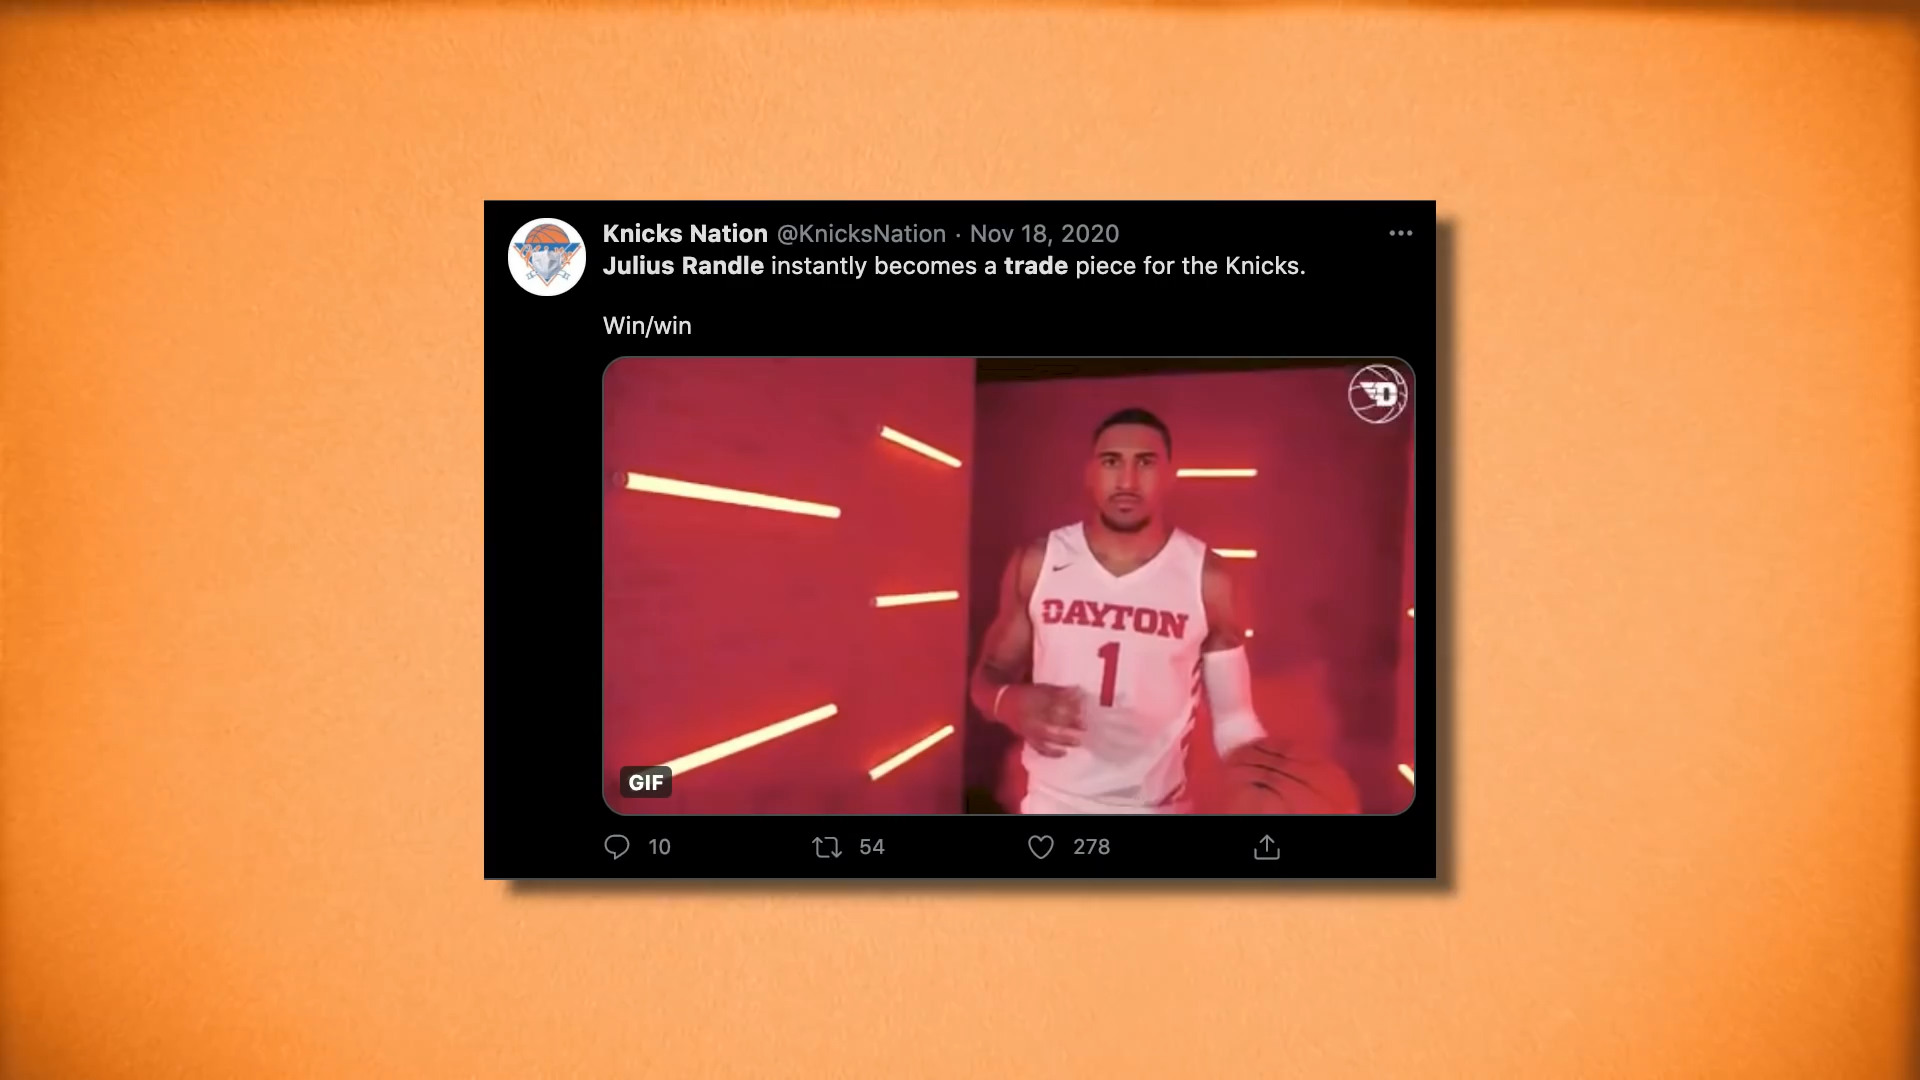 Knicks Nation @KnicksNation · Nov 18, 2020
Julius Randle instantly becomes a trade piece for the Knicks.
Win/win
D
DAYTON
1
GIF
10 54 278